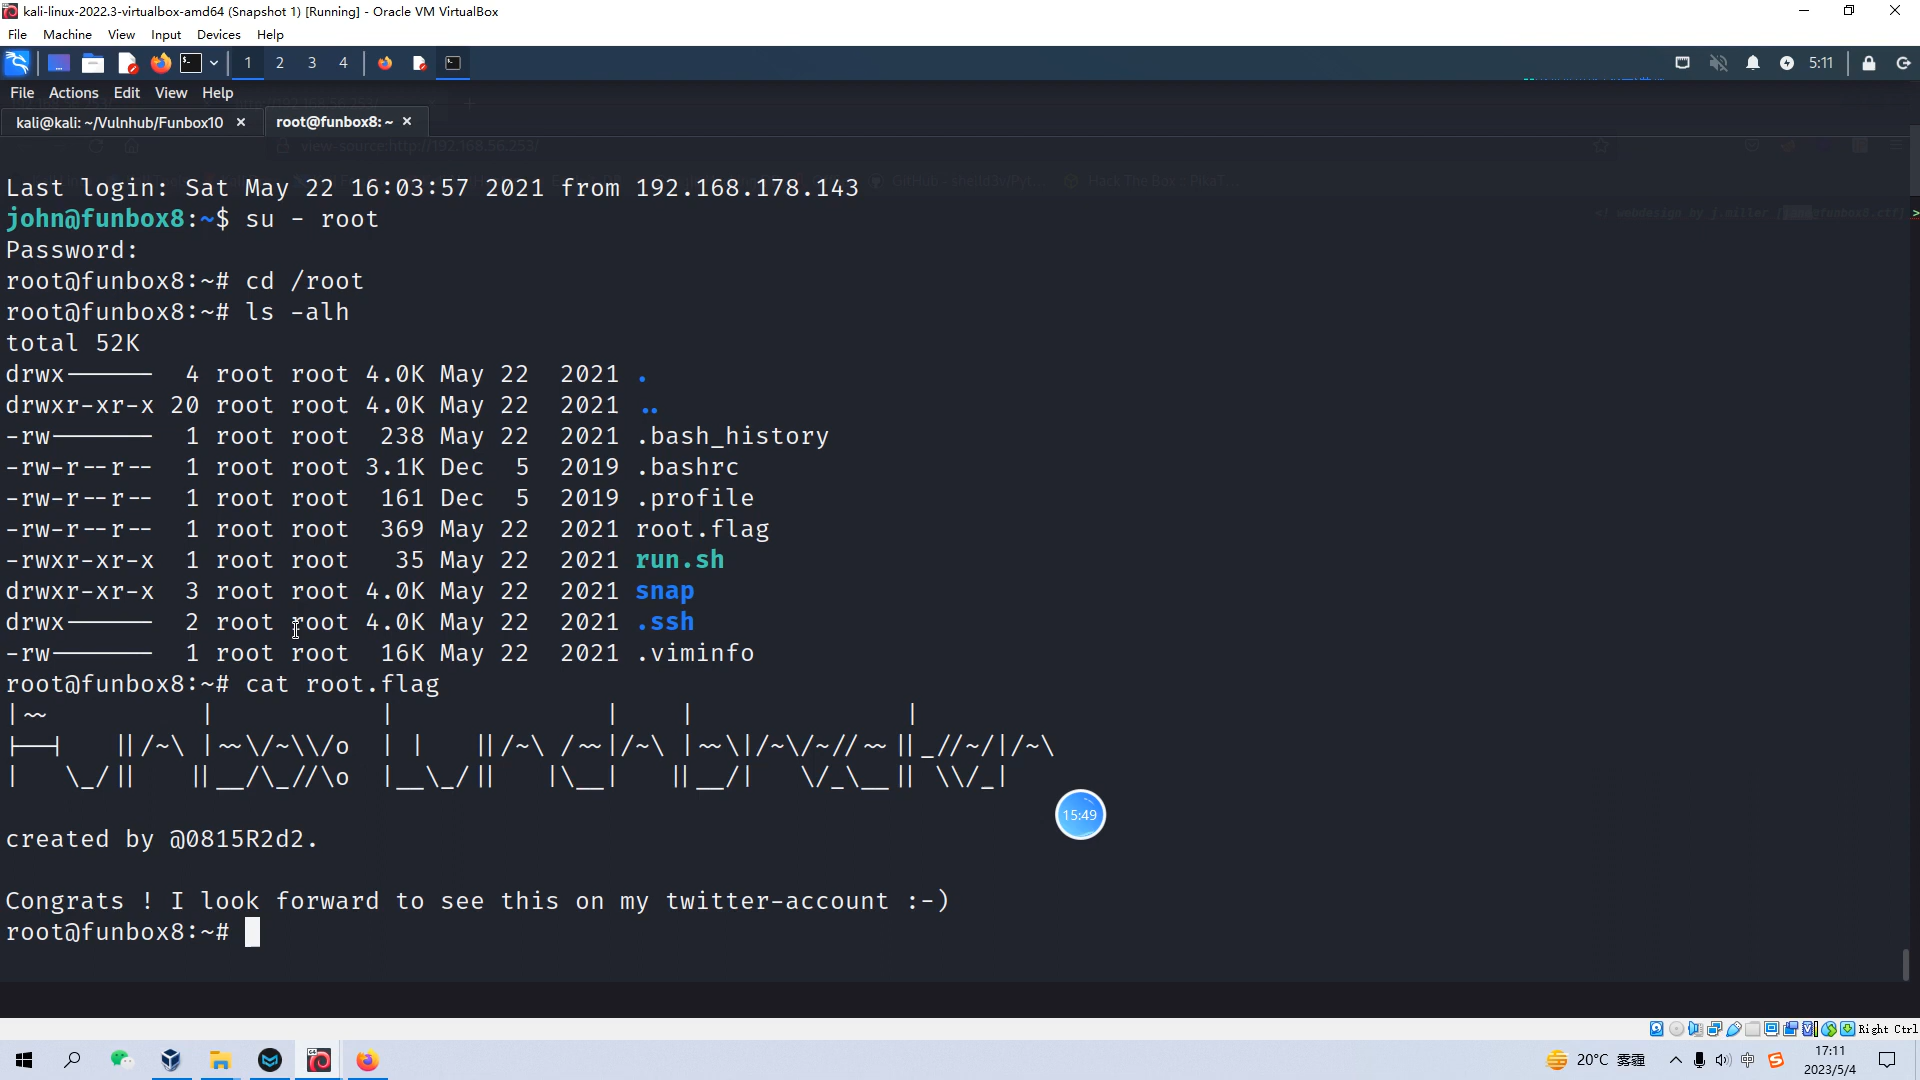 kali-linux-2022.3-virtualbox-amd64 (Snapshot 1) [Running] - Oracle VM VirtualBox
File Machine View Input Devices Help
1 2 3 4 5:11
File Actions Edit View Help
kali@kali: ~/Vulnhub/Funbox10 × root@funbox8: ~ ×
view-source:http://192.168.56.253/
Last login: Sat May 22 16:03:57 2021 from 192.168.178.143
john@funbox8:~$ su - root
Password:
root@funbox8:~# cd /root
root@funbox8:~# ls -alh
total 52K
drwx------ 4 root root 4.0K May 22 2021 .
drwxr-xr-x 20 root root 4.0K May 22 2021 ..
-rw------- 1 root root 238 May 22 2021 .bash_history
-rw-r--r-- 1 root root 3.1K Dec 5 2019 .bashrc
-rw-r--r-- 1 root root 161 Dec 5 2019 .profile
-rw-r--r-- 1 root root 369 May 22 2021 root.flag
-rwxr-xr-x 1 root root 35 May 22 2021 run.sh
drwxr-xr-x 3 root root 4.0K May 22 2021 snap
drwx------ 2 root root 4.0K May 22 2021 .ssh
-rw------- 1 root root 16K May 22 2021 .viminfo
root@funbox8:~# cat root.flag
15:49
created by @0815R2d2.
Congrats ! I look forward to see this on my twitter-account :-)
root@funbox8:~#
Right Ctrl
20°C 雾霾 中 17:11
2023/5/4